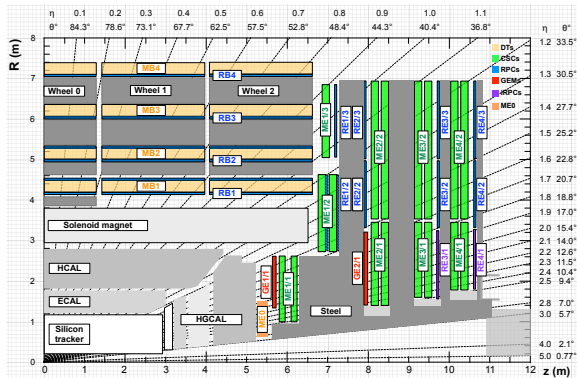 η 0.1 0.2 0.3 0.4 0.5 0.6 0.7 0.8 0.9 1.0 1.1 η θ°
θ° 84.3° 78.6° 73.1° 67.7° 62.5° 57.5° 52.8° 48.4° 44.3° 40.4° 36.8°
R (m)
8
7
6
5
4
3
2
1
0
1.2 33.5°
1.3 30.5°
1.4 27.7°
1.5 25.2°
1.6 22.8°
1.7 20.7°
1.8 18.8°
1.9 17.0°
2.0 15.4°
2.1 14.0°
2.2 12.6°
2.3 11.5°
2.4 10.4°
2.5 9.4°
2.8 7.0°
3.0 5.7°
4.0 2.1°
5.0 0.77°
DTs
CSCs
RPCs
GEMs
iRPCs
ME0
MB4
RB4
Wheel 0
Wheel 1
Wheel 2
MB3
RB3
MB2
RB2
MB1
RB1
Solenoid magnet
HCAL
ECAL
Silicon
tracker
HGCAL
Steel
ME0
GE1/1
ME1/1
ME1/2
ME1/3
RE1/3
RE2/3
ME2/2
RE1/2
RE2/2
GE2/1
ME2/1
ME3/2
RE3/3
RE3/2
ME3/1
RE3/1
ME4/2
RE4/3
RE4/2
ME4/1
RE4/1
0 1 2 3 4 5 6 7 8 9 10 11 12
z (m)